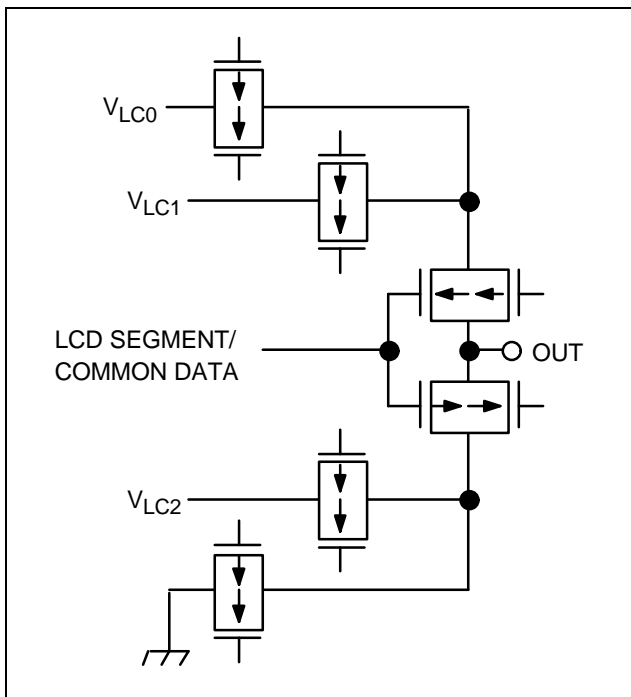 VLC0
VLC1
LCD SEGMENT/
COMMON DATA
OUT
VLC2